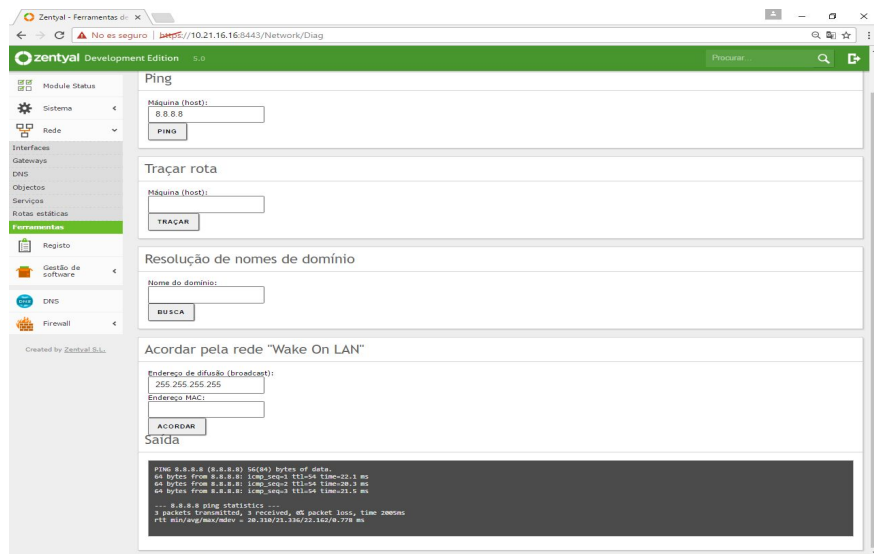 Zentyal - Ferramentas de
No es seguro | https://10.21.16.16:8443/Network/Diag
zentyal Development Edition 5.0
Procurar...
Module Status
Sistema
Rede
Interfaces
Gateways
DNS
Objectos
Serviços
Rotas estáticas
Ferramentas
Registo
Gestão de
software
DNS
Firewall
Created by Zentyal S.L.
Ping
Máquina (host):
8.8.8.8
PING
Traçar rota
Máquina (host):
TRAÇAR
Resolução de nomes de domínio
Nome do domínio:
BUSCA
Acordar pela rede "Wake On LAN"
Endereço de difusão (broadcast):
255.255.255.255
Endereço MAC:
ACORDAR
Saída
PING 8.8.8.8 (8.8.8.8) 56(84) bytes of data.
64 bytes from 8.8.8.8: icmp_seq=1 ttl=54 time=22.1 ms
64 bytes from 8.8.8.8: icmp_seq=2 ttl=54 time=20.3 ms
64 bytes from 8.8.8.8: icmp_seq=3 ttl=54 time=21.5 ms
--- 8.8.8.8 ping statistics ---
3 packets transmitted, 3 received, 0% packet loss, time 2005ms
rtt min/avg/max/mdev = 20.310/21.336/22.162/0.778 ms